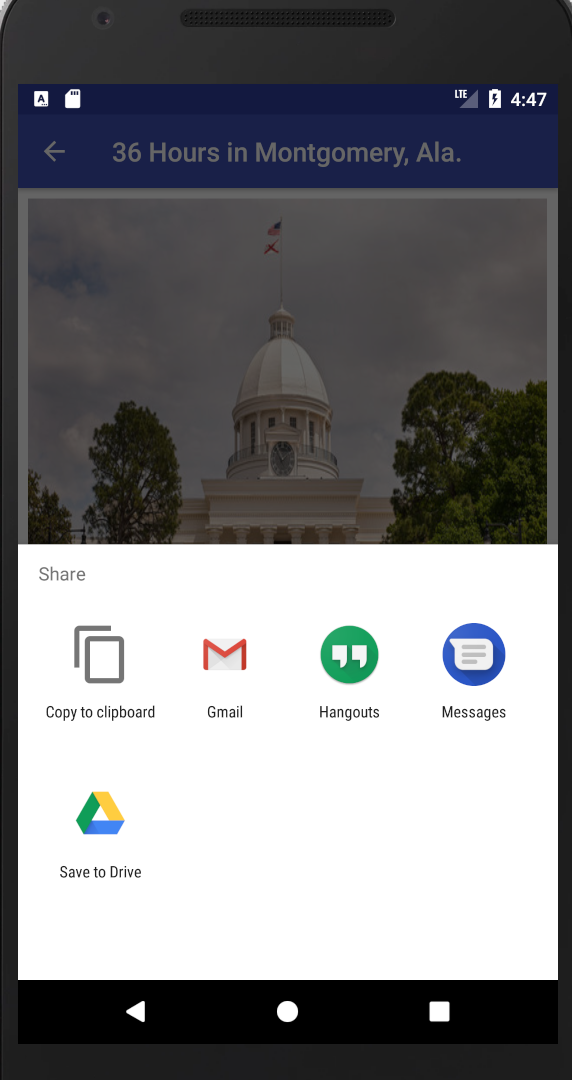 LTE 4:47
36 Hours in Montgomery, Ala.
Share
Copy to clipboard
Gmail
Hangouts
Messages
Save to Drive